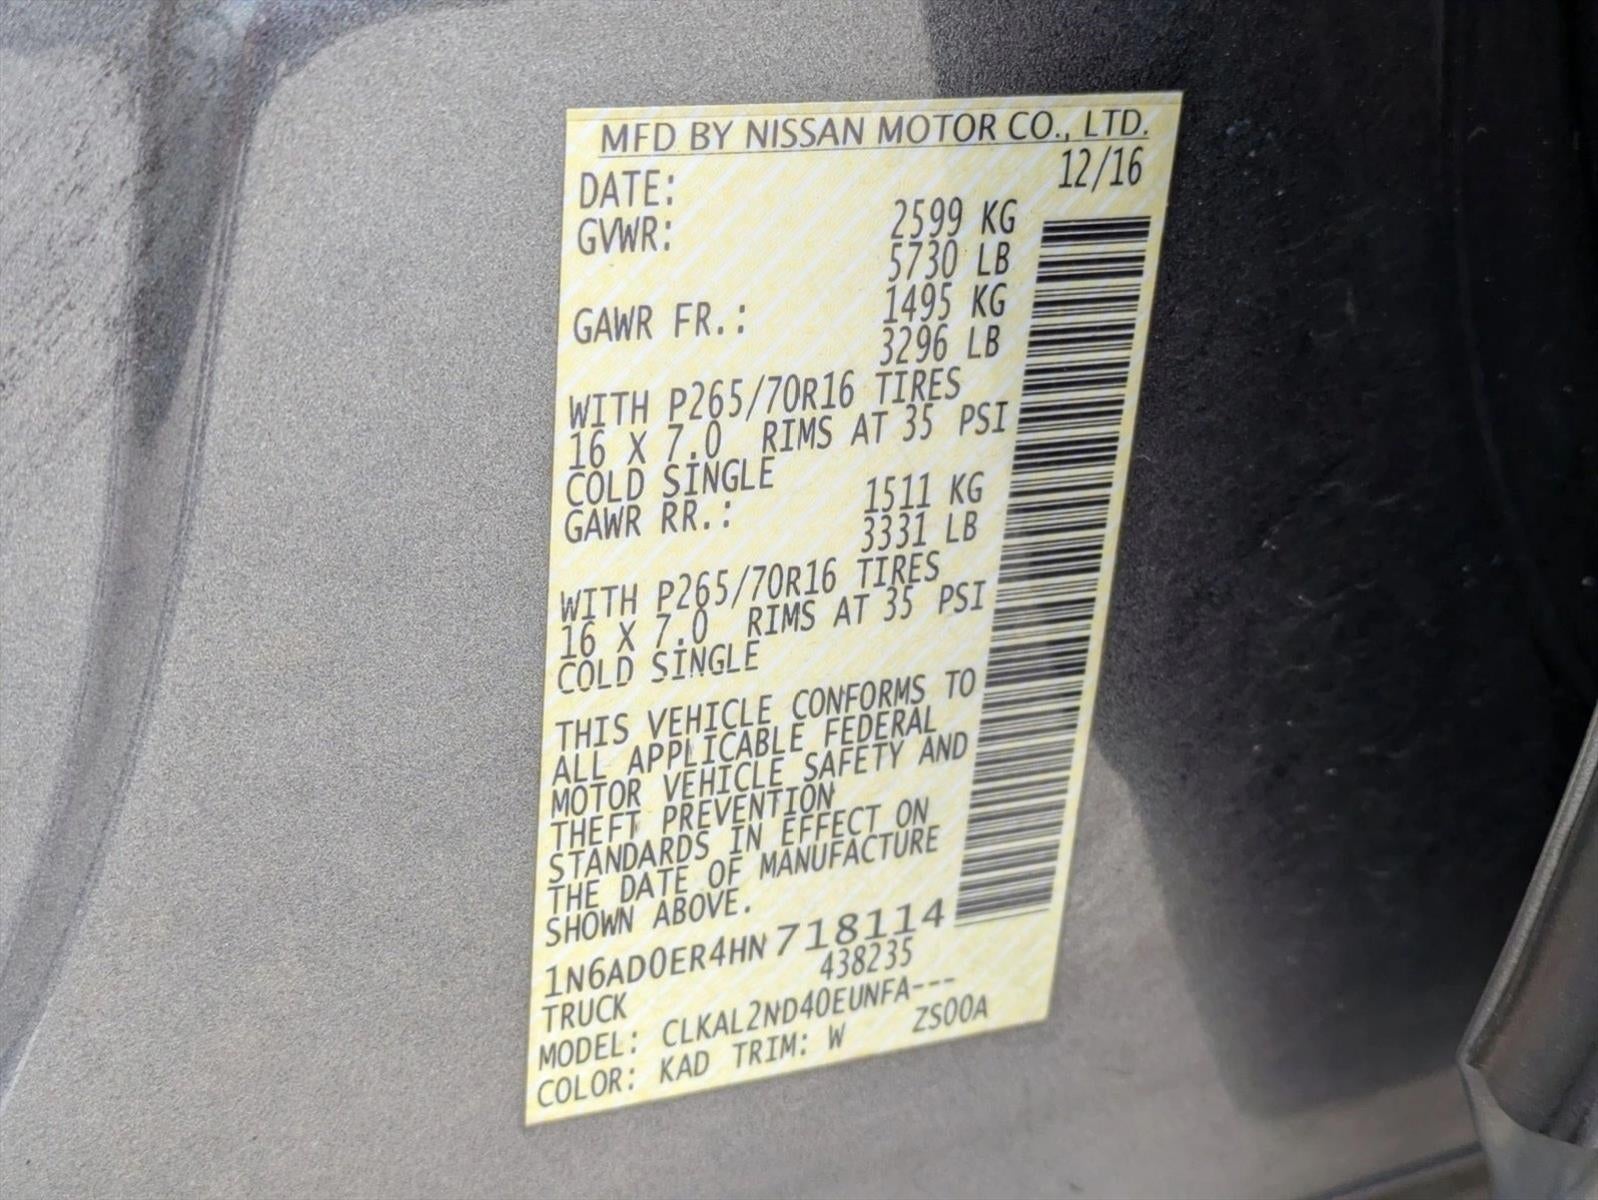 MFD BY NISSAN MOTOR CO., LTD.
DATE: 12/16
GVWR: 2599 KG
5730 LB
GAWR FR.: 1495 KG
3296 LB
WITH P265/70R16 TIRES
16 X 7.0 RIMS AT 35 PSI
COLD SINGLE
GAWR RR.: 1511 KG
3331 LB
WITH P265/70R16 TIRES
16 X 7.0 RIMS AT 35 PSI
COLD SINGLE
THIS VEHICLE CONFORMS TO
ALL APPLICABLE FEDERAL
MOTOR VEHICLE SAFETY AND
THEFT PREVENTION
STANDARDS IN EFFECT ON
THE DATE OF MANUFACTURE
SHOWN ABOVE.
1N6AD0ER4HN718114
TRUCK 438235
MODEL: CLKAL2ND40EUNFA---
COLOR: KAD TRIM: W ZS00A